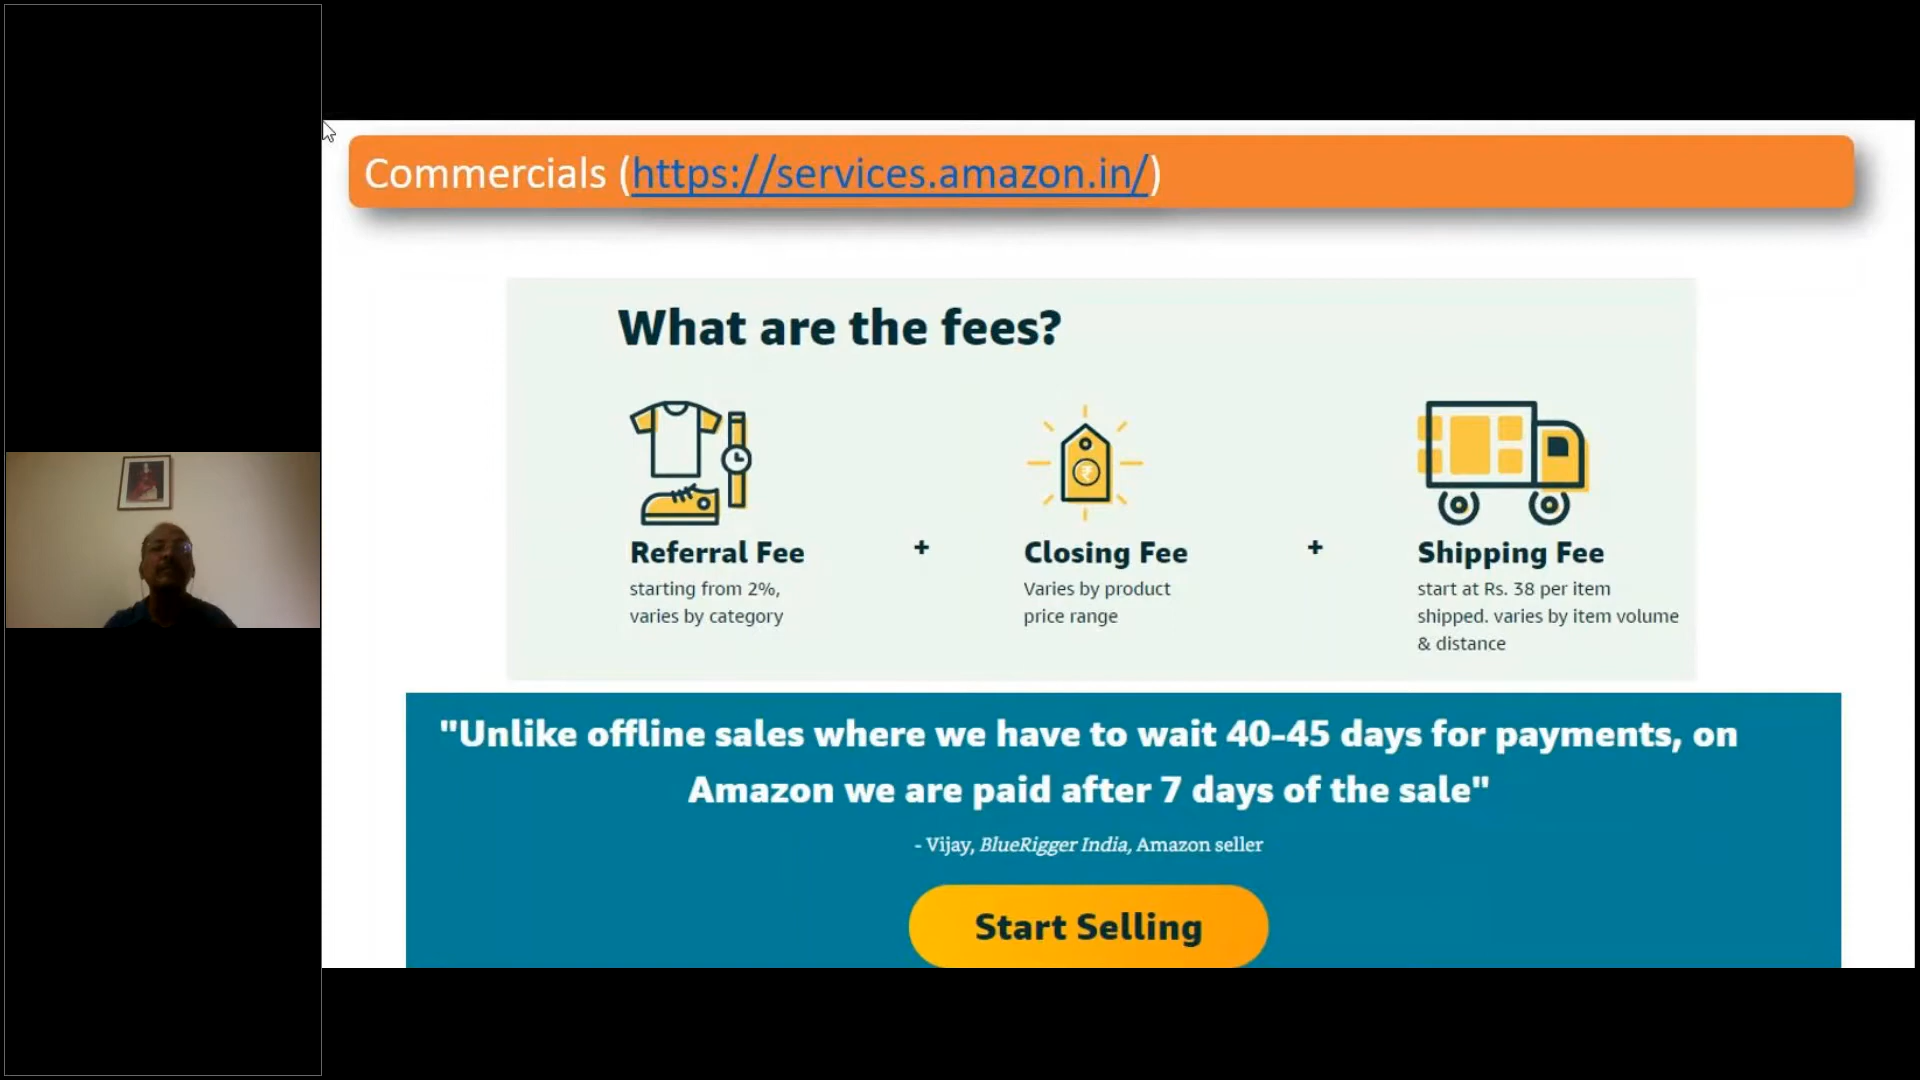 Commercials (https://services.amazon.in/)
What are the fees?
Referral Fee
starting from 2%,
varies by category
+
Closing Fee
Varies by product
price range
+
Shipping Fee
start at Rs. 38 per item
shipped. varies by item volume
& distance
"Unlike offline sales where we have to wait 40-45 days for payments, on
Amazon we are paid after 7 days of the sale"
- Vijay, BlueRigger India, Amazon seller
Start Selling